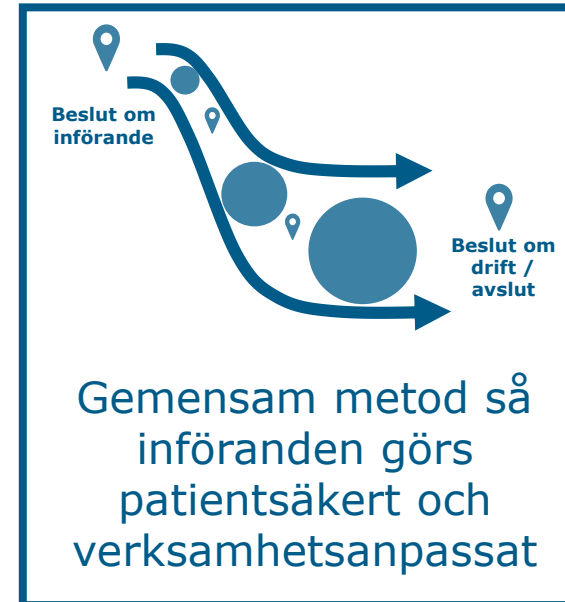 Beslut om
införande
Beslut om
drift /
avslut
Gemensam metod så
införanden görs
patientsäkert och
verksamhetsanpassat